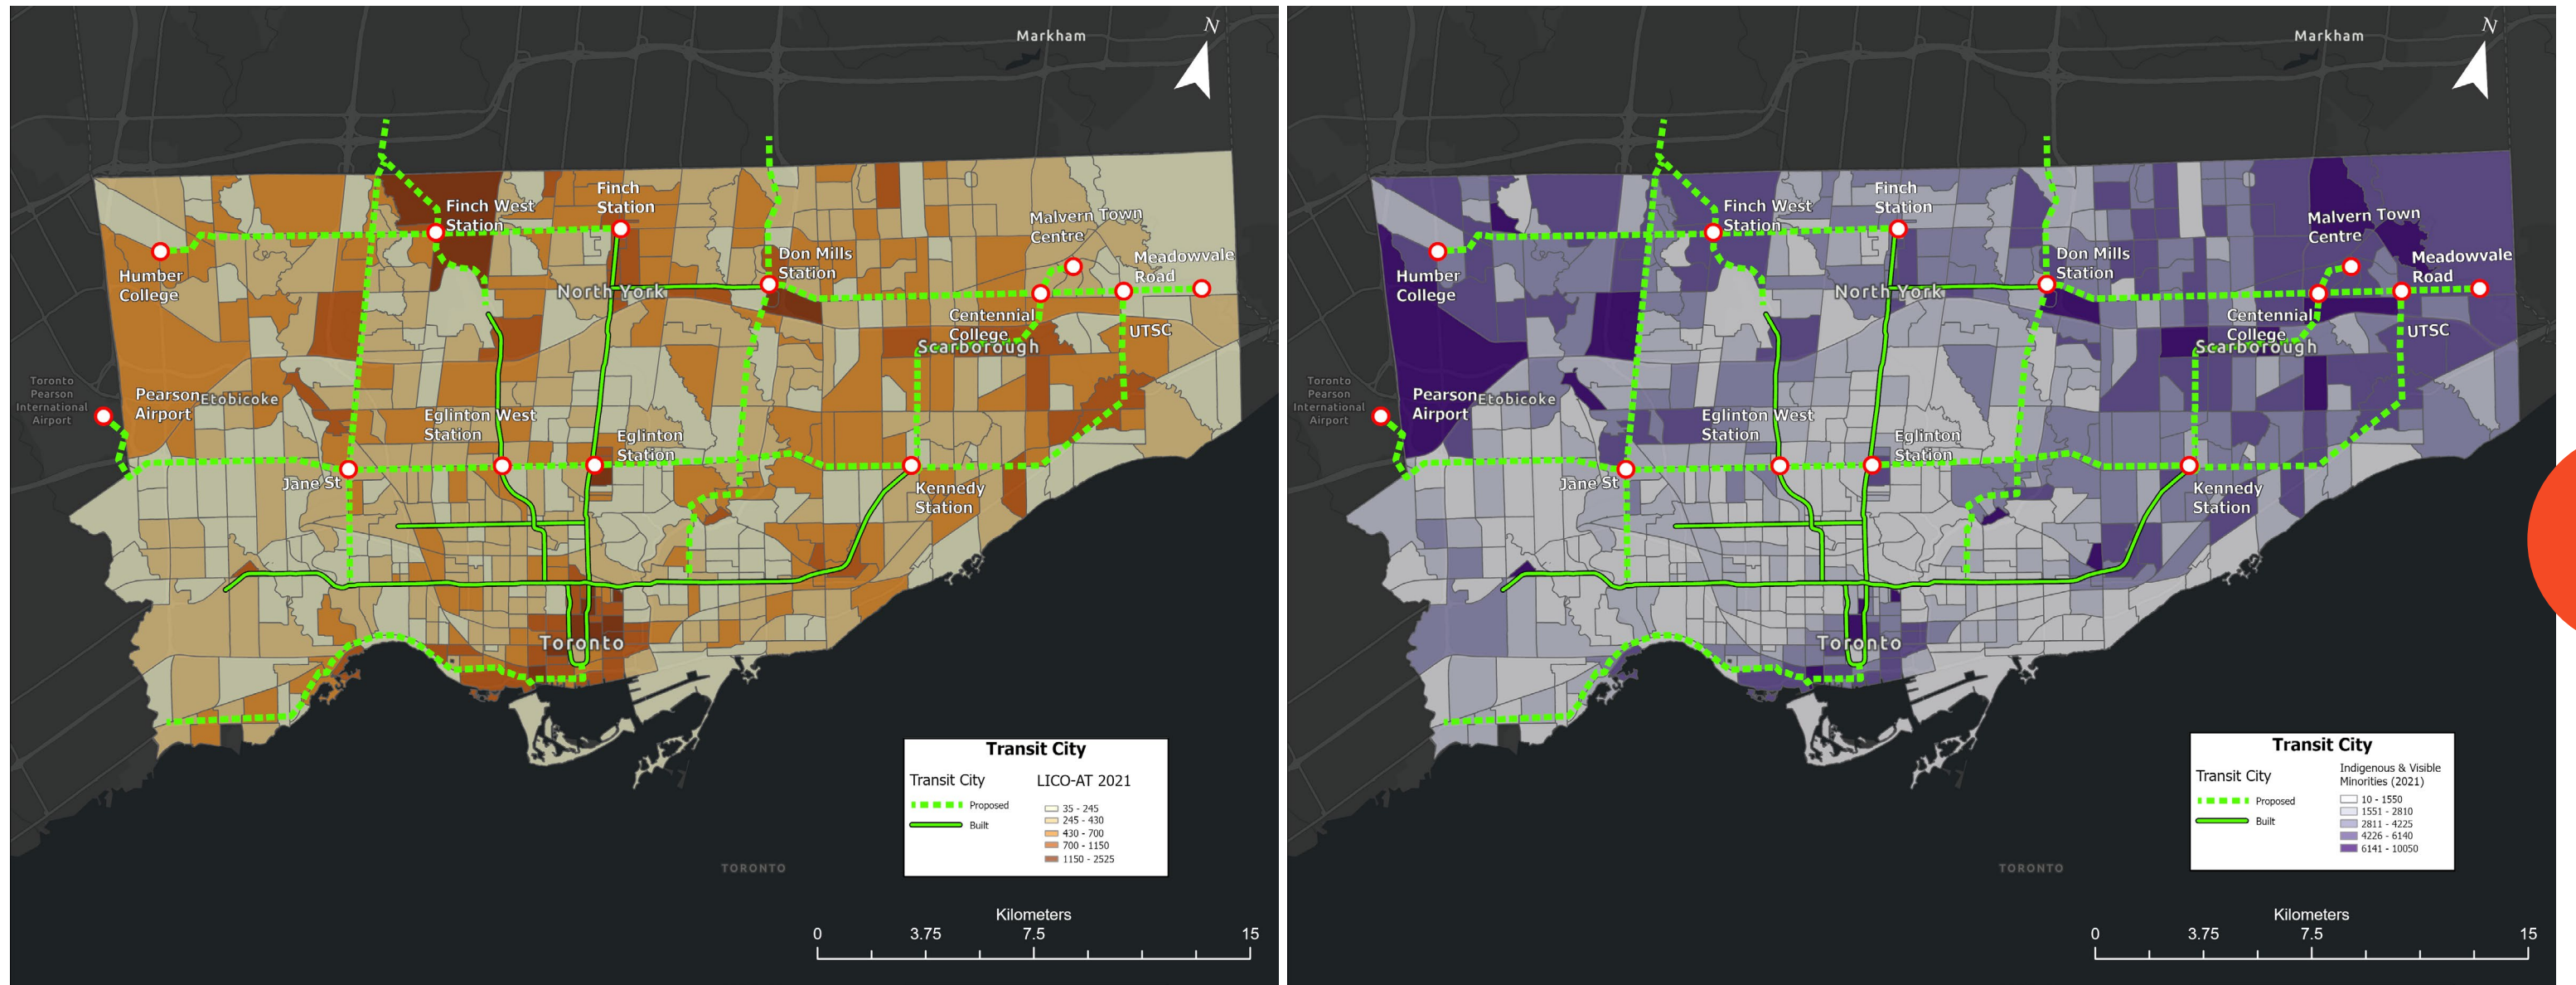 Markham
N
Finch
Station
Finch West
Station
Malvern Town
Centre
Don Mills
Station
Meadowvale
Road
Humber
College
North York
Centennial
College
UTSC
Scarborough
Toronto
Pearson
International
Airport
Pearson
Airport
Etobicoke
Eglinton West
Station
Eglinton
Station
Jane St
Kennedy
Station
Toronto
Transit City
Transit City
LICO-AT 2021
Proposed
Built
35 - 245
245 - 430
430 - 700
700 - 1150
1150 - 2525
TORONTO
Kilometers
0 3.75 7.5 15
Markham
N
Finch
Station
Finch West
Station
Malvern Town
Centre
Don Mills
Station
Meadowvale
Road
Humber
College
North York
Centennial
College
UTSC
Scarborough
Toronto
Pearson
International
Airport
Pearson
Airport
Etobicoke
Eglinton West
Station
Eglinton
Station
Jane St
Kennedy
Station
Toronto
Transit City
Transit City
Indigenous & Visible
Minorities (2021)
Proposed
Built
10 - 1550
1551 - 2810
2811 - 4225
4226 - 6140
6141 - 10050
TORONTO
Kilometers
0 3.75 7.5 15